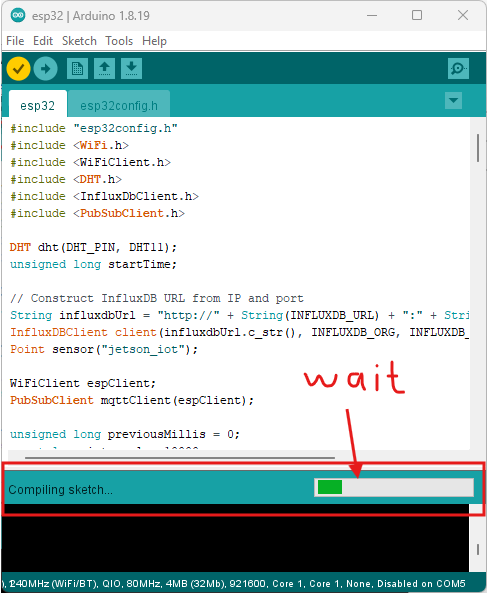 esp32 | Arduino 1.8.19
File Edit Sketch Tools Help
esp32 esp32config.h
#include "esp32config.h"
#include <WiFi.h>
#include <WiFiClient.h>
#include <DHT.h>
#include <InfluxDbClient.h>
#include <PubSubClient.h>
DHT dht(DHT_PIN, DHT11);
unsigned long startTime;
// Construct InfluxDB URL from IP and port
String influxdbUrl = "http://" + String(INFLUXDB_URL) + ":" + Stri
InfluxDBClient client(influxdbUrl.c_str(), INFLUXDB_ORG, INFLUXDB_
Point sensor("jetson_iot");
WiFiClient espClient;
wait
PubSubClient mqttClient(espClient);
unsigned long previousMillis = 0;
Compiling sketch...
240MHz (WiFi/BT), QIO, 80MHz, 4MB (32Mb), 921600, Core 1, Core 1, None, Disabled on COM5